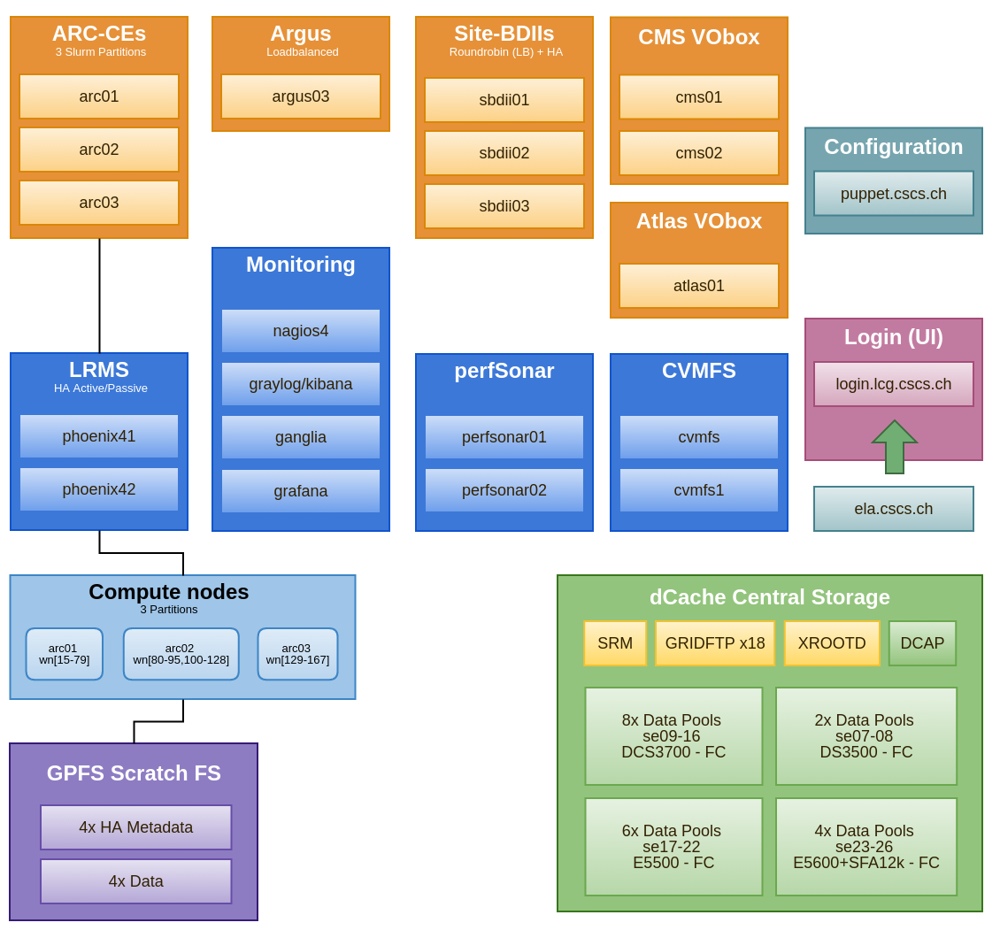 ARC-CEs
3 Slurm Partitions
arc01
arc02
arc03
Argus
Loadbalanced
argus03
Site-BDIIs
Roundrobin (LB) + HA
sbdii01
sbdii02
sbdii03
CMS VObox
cms01
cms02
Atlas VObox
atlas01
Configuration
puppet.cscs.ch
Monitoring
nagios4
graylog/kibana
ganglia
grafana
LRMS
HA Active/Passive
phoenix41
phoenix42
perfSonar
perfsonar01
perfsonar02
CVMFS
cvmfs
cvmfs1
Login (UI)
login.lcg.cscs.ch
ela.cscs.ch
Compute nodes
3 Partitions
arc01
wn[15-79]
arc02
wn[80-95,100-128]
arc03
wn[129-167]
GPFS Scratch FS
4x HA Metadata
4x Data
dCache Central Storage
SRM
GRIDFTP x18
XROOTD
DCAP
8x Data Pools
se09-16
DCS3700 - FC
2x Data Pools
se07-08
DS3500 - FC
6x Data Pools
se17-22
E5500 - FC
4x Data Pools
se23-26
E5600+SFA12k - FC